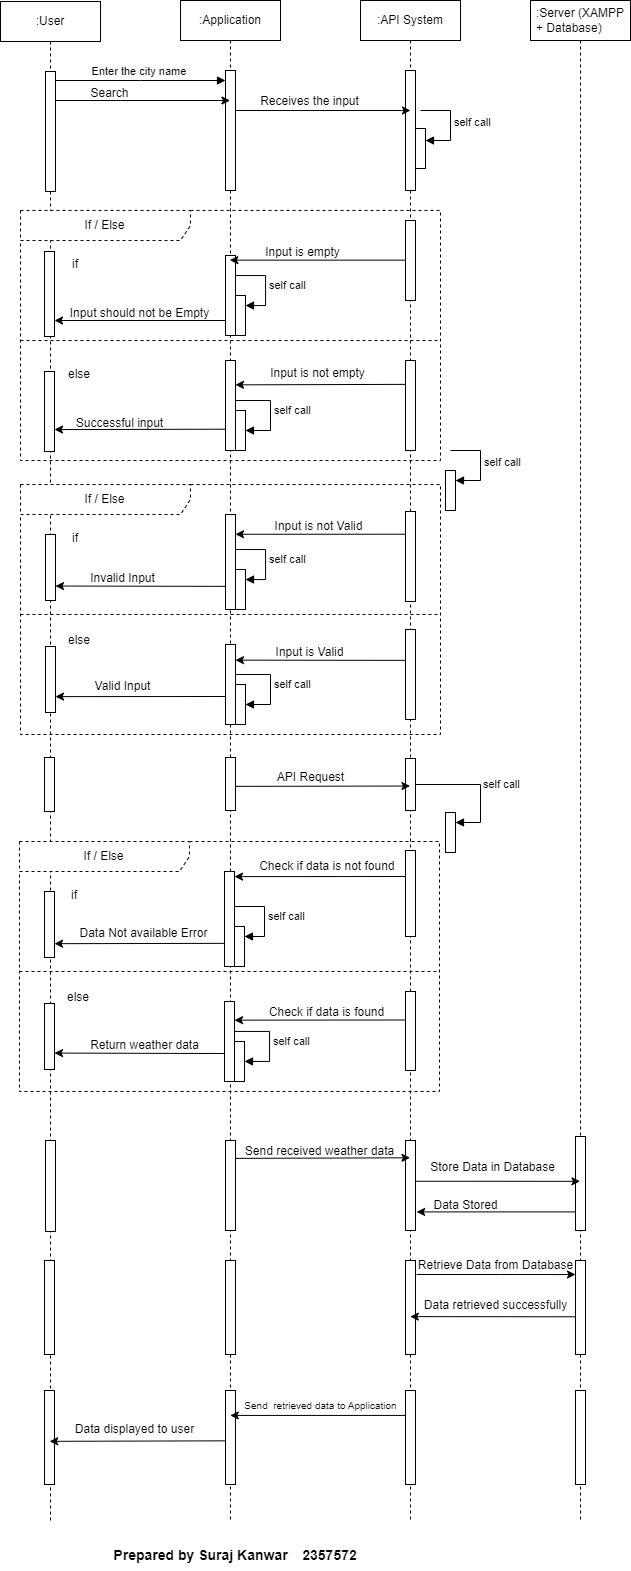 :User
:Application
:API System
:Server (XAMPP
+ Database)
Enter the city name
Search
Receives the input
self call
If / Else
Input is empty
if
self call
Input should not be Empty
else
Input is not empty
self call
Successful input
self call
If / Else
Input is not Valid
if
self call
Invalid Input
else
Input is Valid
self call
Valid Input
API Request
self call
If / Else
Check if data is not found
if
self call
Data Not available Error
else
Check if data is found
self call
Return weather data
Send received weather data
Store Data in Database
Data Stored
Retrieve Data from Database
Data retrieved successfully
Send retrieved data to Application
Data displayed to user
Prepared by Suraj Kanwar 2357572